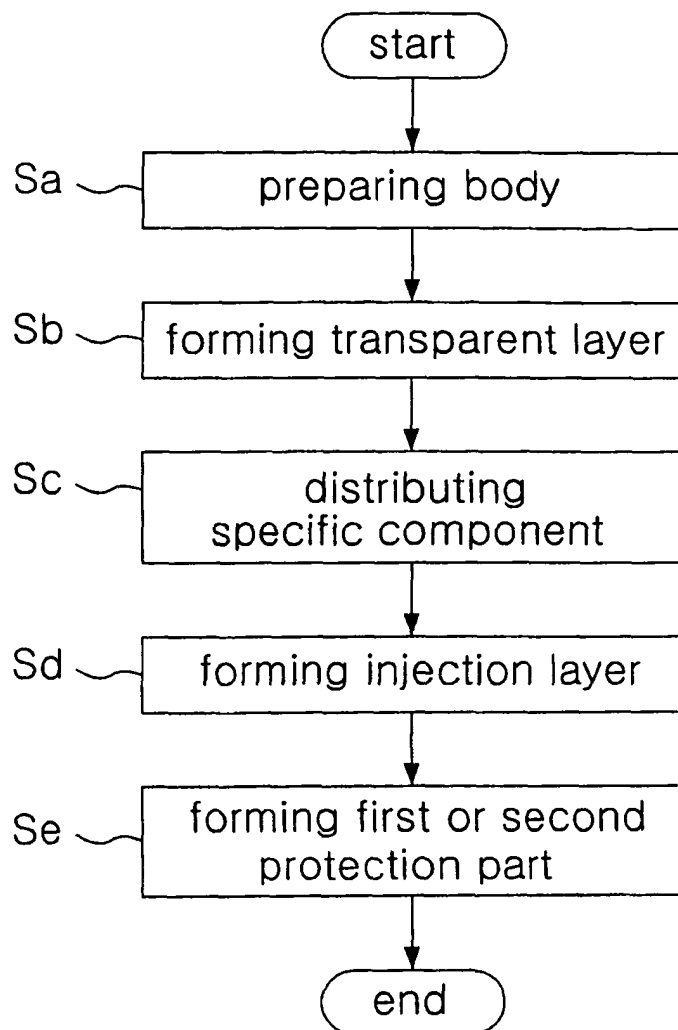 start
Sa
preparing body
Sb
forming transparent layer
Sc
distributing
specific component
Sd
forming injection layer
Se
forming first or second
protection part
end